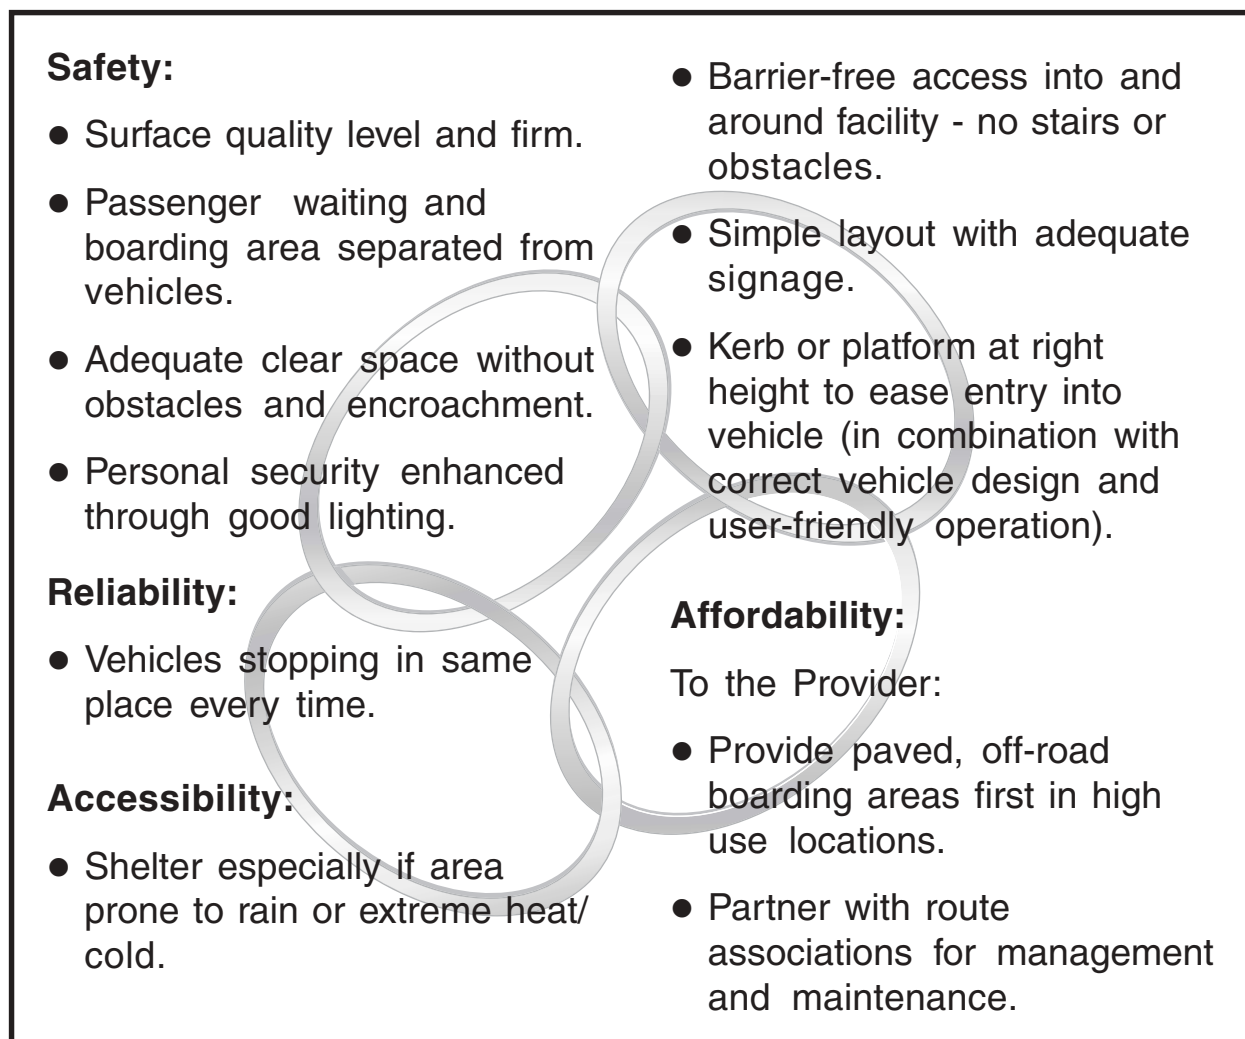 Safety:
● Surface quality level and firm.
● Passenger waiting and
boarding area separated from
vehicles.
● Adequate clear space without
obstacles and encroachment.
● Personal security enhanced
through good lighting.
Reliability:
● Vehicles stopping in same
place every time.
Accessibility:
● Shelter especially if area
prone to rain or extreme heat/
cold.
● Barrier-free access into and
around facility - no stairs or
obstacles.
● Simple layout with adequate
signage.
● Kerb or platform at right
height to ease entry into
vehicle (in combination with
correct vehicle design and
user-friendly operation).
Affordability:
To the Provider:
● Provide paved, off-road
boarding areas first in high
use locations.
● Partner with route
associations for management
and maintenance.